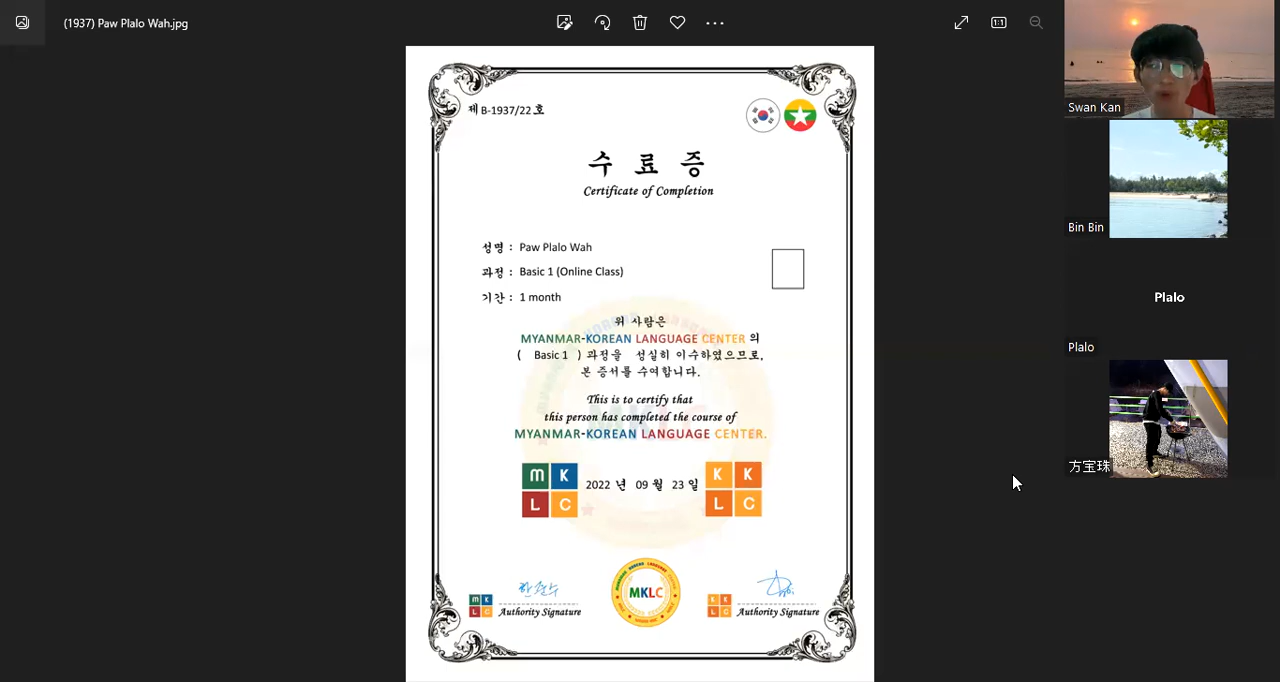 (1937) Paw Plalo Wah.jpg
제 B-1937/22 호
수 료 증
Certificate of Completion
성명 : Paw Plalo Wah
과정 : Basic 1 (Online Class)
기간 : 1 month
위 사람은
MYANMAR-KOREAN LANGUAGE CENTER 의
( Basic 1 ) 과정을 성실히 이수하였으므로,
본 증서를 수여합니다.
This is to certify that
this person has completed the course of
MYANMAR-KOREAN LANGUAGE CENTER.
M K
L C
2022 년 09 월 23 일
K K
L C
M K
L C
Authority Signature
MKLC
K K
L C
Authority Signature
Swan Kan
Bin Bin
Plalo
Plalo
方宝珠